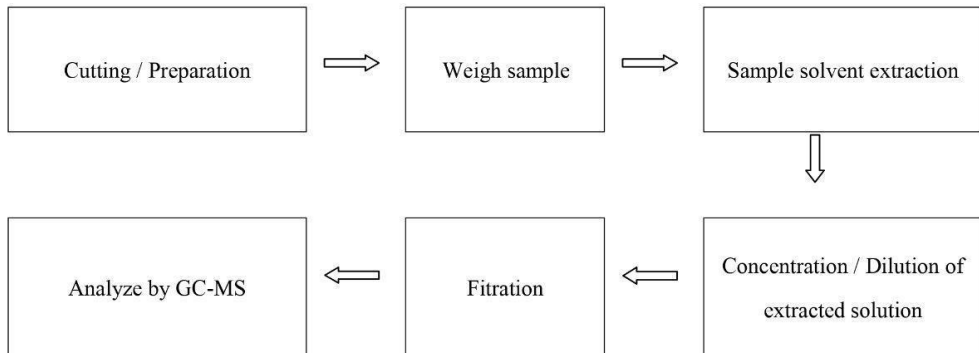 Cutting / Preparation
Weigh sample
Sample solvent extraction
Concentration / Dilution of
extracted solution
Fitration
Analyze by GC-MS